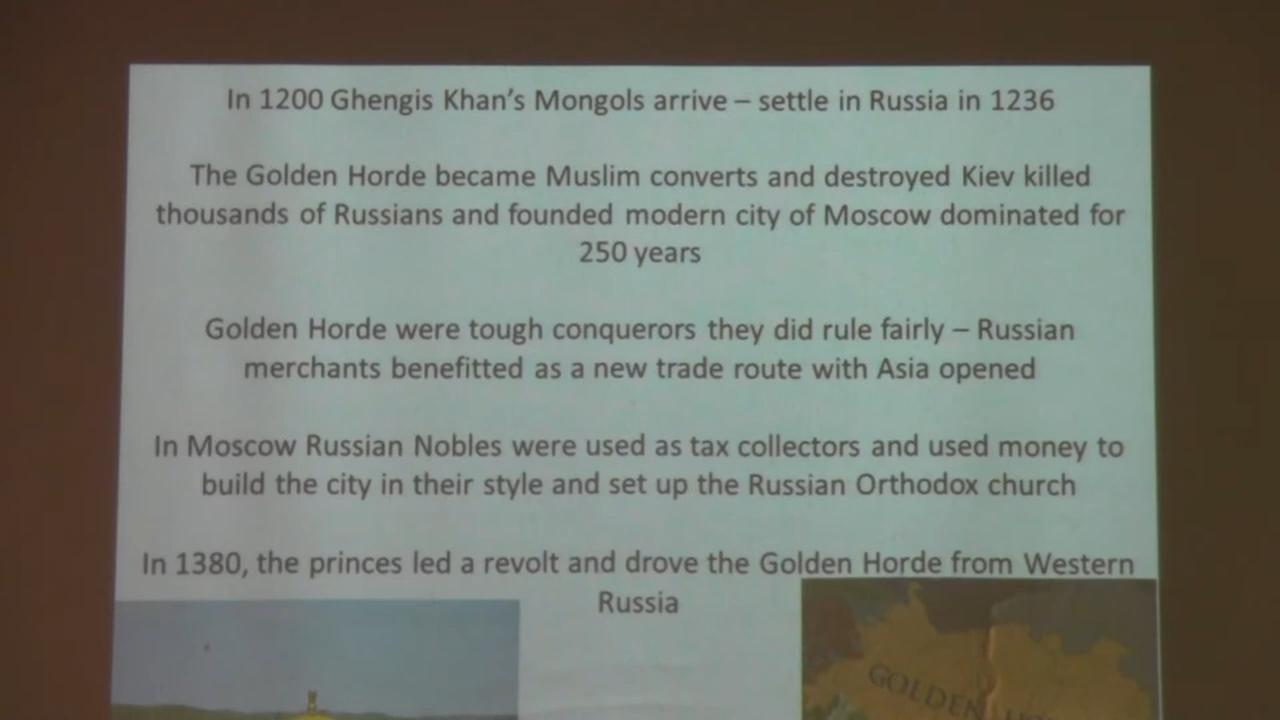 In 1200 Ghengis Khan's Mongols arrive – settle in Russia in 1236
The Golden Horde became Muslim converts and destroyed Kiev killed
thousands of Russians and founded modern city of Moscow dominated for
250 years
Golden Horde were tough conquerors they did rule fairly – Russian
merchants benefitted as a new trade route with Asia opened
In Moscow Russian Nobles were used as tax collectors and used money to
build the city in their style and set up the Russian Orthodox church
In 1380, the princes led a revolt and drove the Golden Horde from Western
Russia
GOLDEN